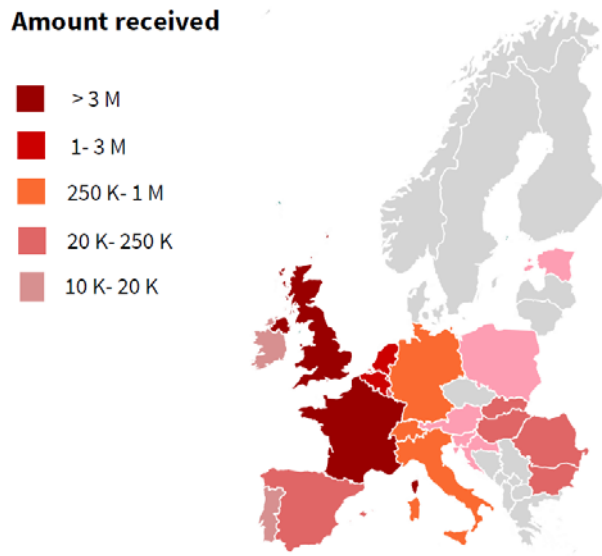 Amount received
> 3 M
1- 3 M
250 K- 1 M
20 K- 250 K
10 K- 20 K